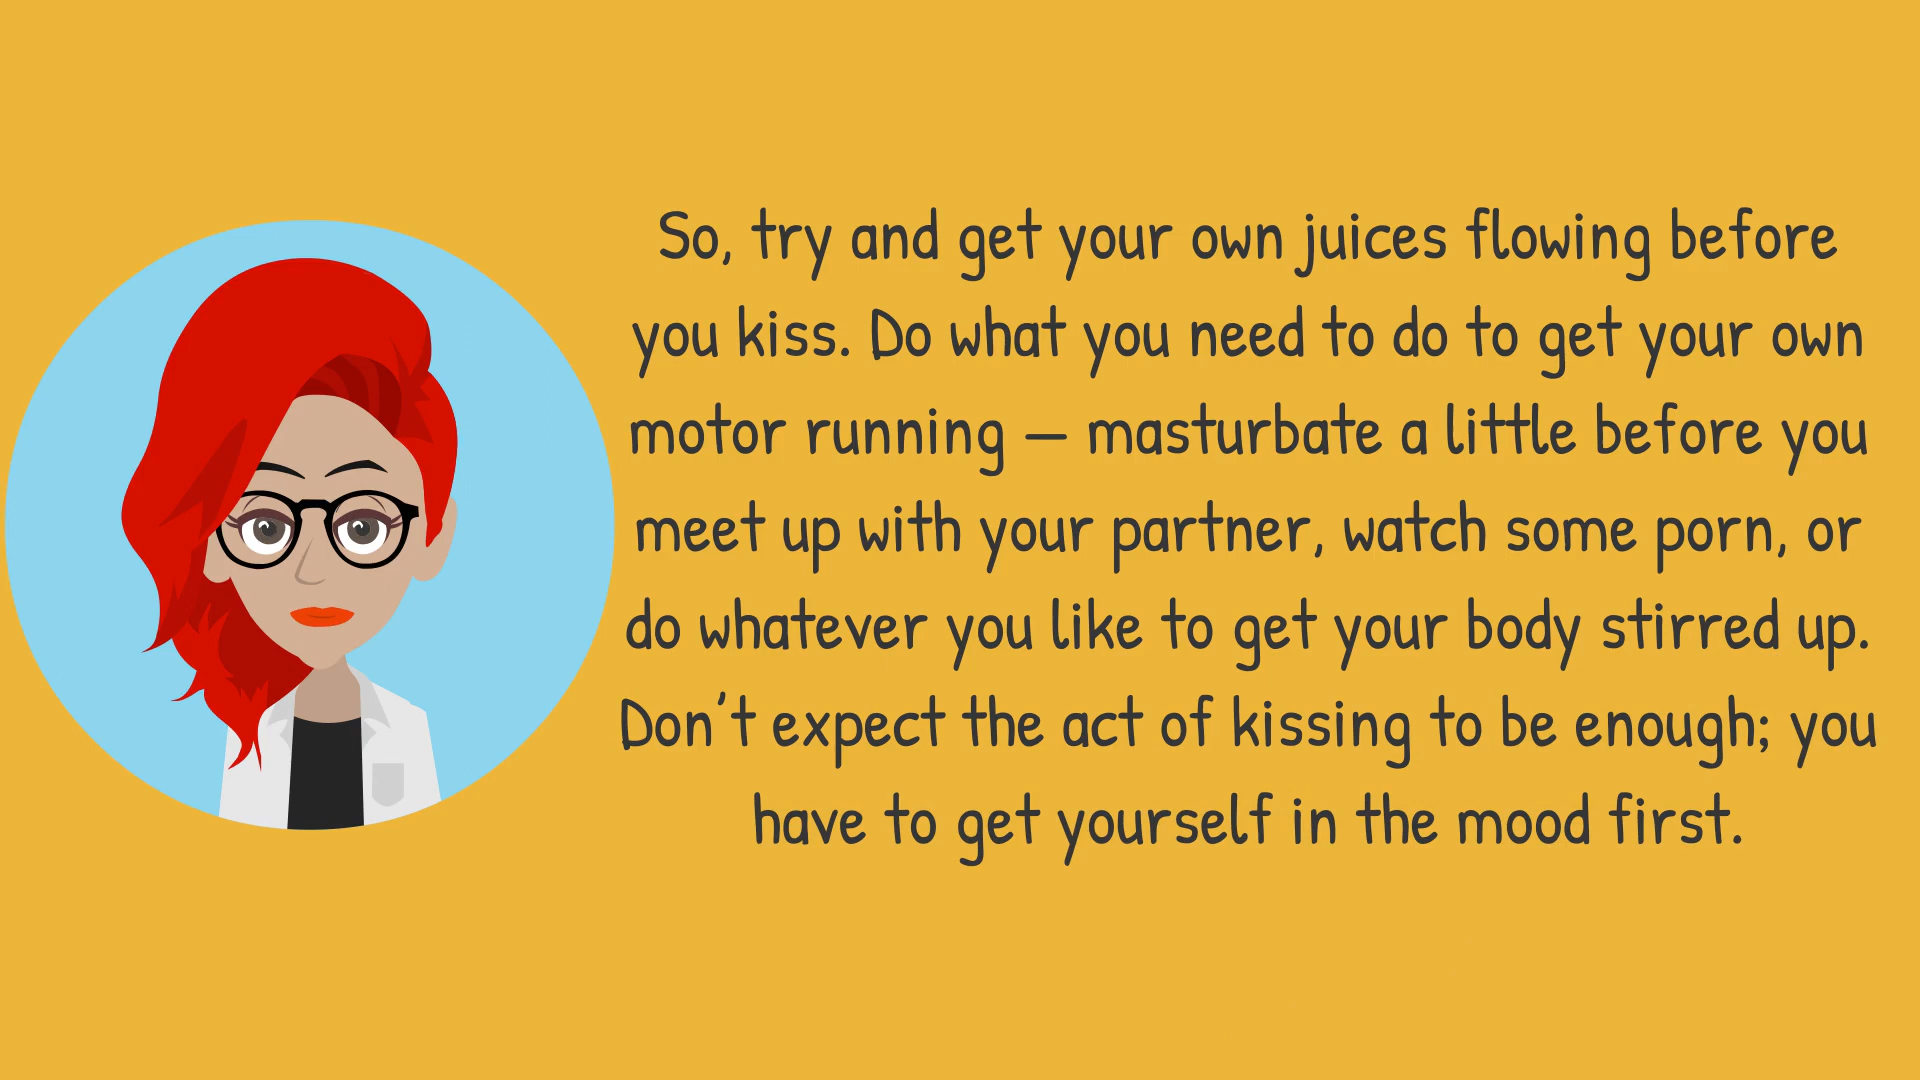 So, try and get your own juices flowing before
you kiss. Do what you need to do to get your own
motor running – masturbate a little before you
meet up with your partner, watch some porn, or
do whatever you like to get your body stirred up.
Don't expect the act of kissing to be enough; you
have to get yourself in the mood first.